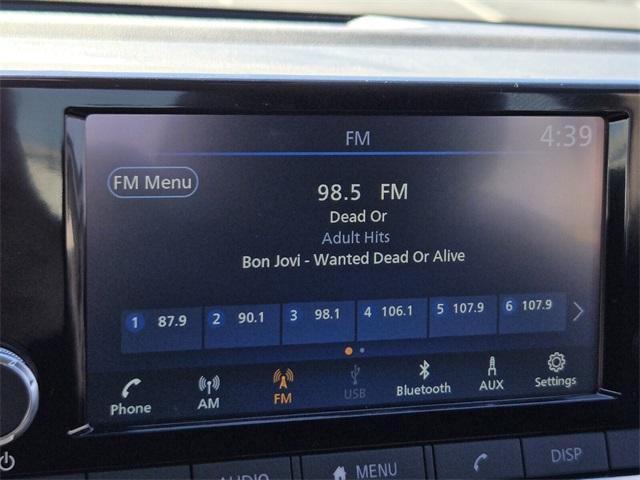 FM
4:39
FM Menu
98.5 FM
Dead Or
Adult Hits
Bon Jovi - Wanted Dead Or Alive
1 87.9 2 90.1 3 98.1 4 106.1 5 107.9 6 107.9
Phone AM FM USB Bluetooth AUX Settings
AUDIO MENU DISP